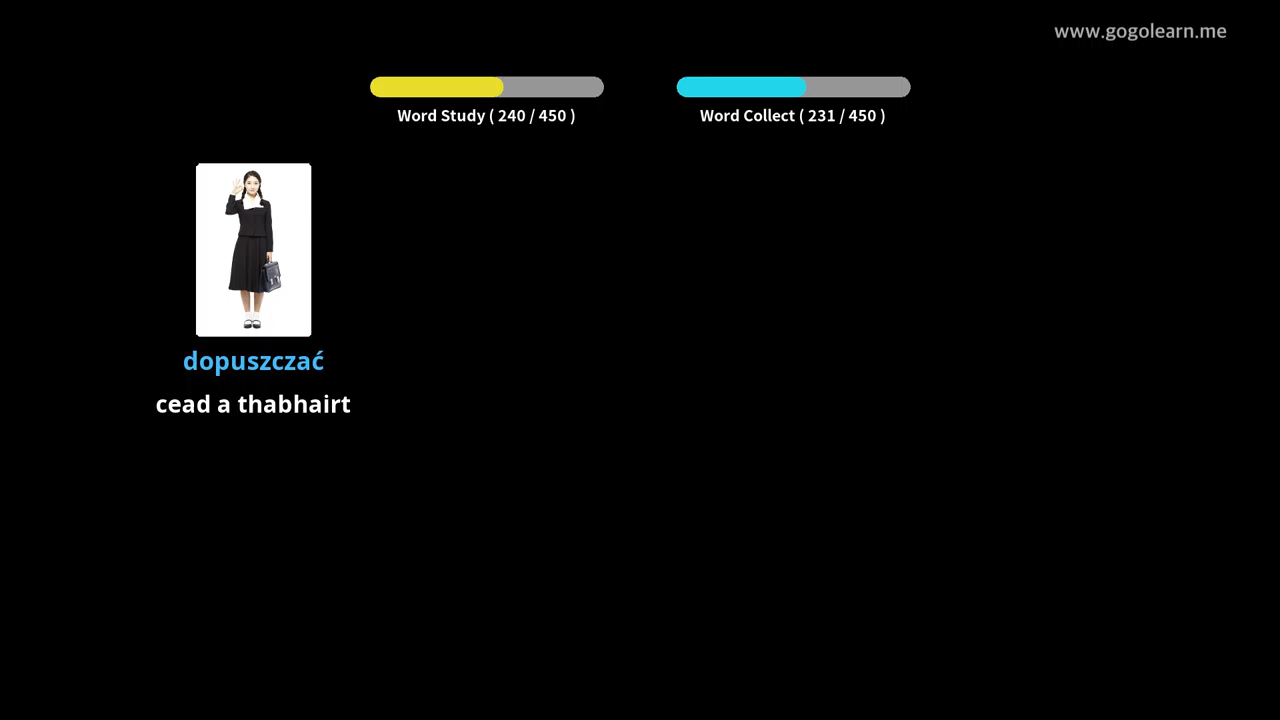 www.gogolearn.me
Word Study ( 240 / 450 )
Word Collect ( 231 / 450 )
dopuszczać
cead a thabhairt